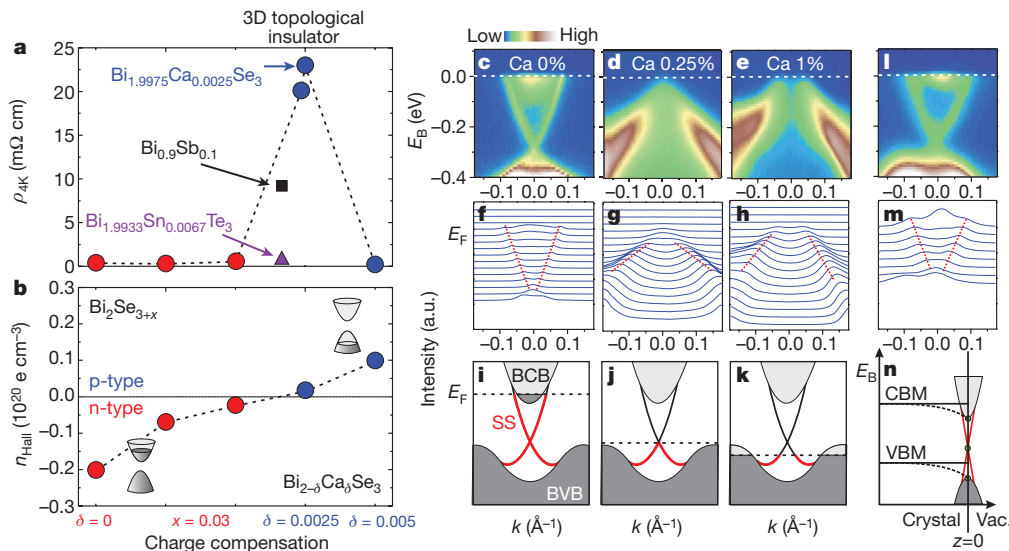 3D topological
insulator
a
25
20
15
10
5
0
ρ4K (mΩ cm)
Bi1.9975Ca0.0025Se3
Bi0.9Sb0.1
Bi1.9933Sn0.0067Te3
b
0.3
0.2
0.1
0.0
−0.1
−0.2
−0.3
nHall (10²⁰ e cm⁻³)
Bi2Se3+x
p-type
n-type
Bi2−δCaδSe3
δ = 0
x = 0.03
δ = 0.0025
δ = 0.005
Charge compensation
Low
High
c
Ca 0%
d
Ca 0.25%
e
Ca 1%
l
0.0
−0.2
−0.4
EB (eV)
−0.1 0.0 0.1
−0.1 0.0 0.1
−0.1 0.0 0.1
−0.1 0.0 0.1
f
g
h
m
EF
Intensity (a.u.)
−0.1 0.0 0.1
−0.1 0.0 0.1
−0.1 0.0 0.1
−0.1 0.0 0.1
i
BCB
EF
SS
BVB
j
k
k (Å⁻¹)
k (Å⁻¹)
k (Å⁻¹)
n
EB
CBM
VBM
Crystal
Vac.
z=0